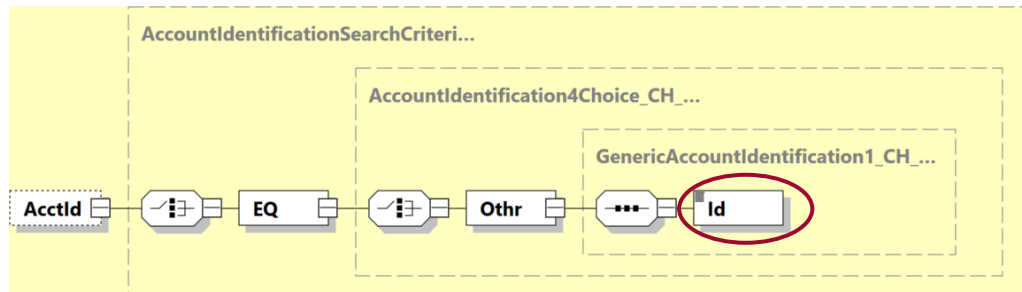 AccountIdentificationSearchCriteri...
AccountIdentification4Choice_CH_...
GenericAccountIdentification1_CH_...
AcctId EQ Othr Id